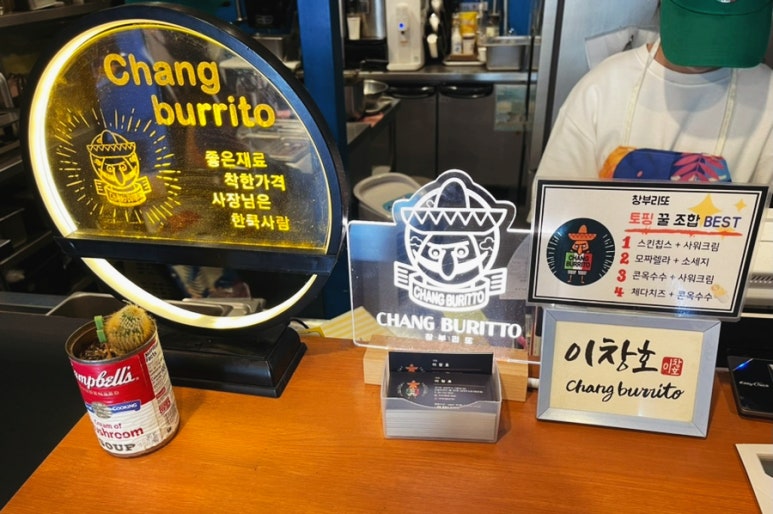 Chang
burrito
좋은재료
착한가격
사장님은
한국사람
CHANG BURITTO
CHANG BURITTO
창부리또
창부리또
토핑 꿀 조합 BEST
1 스킨칩스 + 사워크림
2 모짜렐라 + 소세지
3 콘옥수수 + 사워크림
4 체다치즈 + 콘옥수수
이창호
Chang burrito
이창호
Campbell's
CONDENSED
Cream of
Mushroom
SOUP